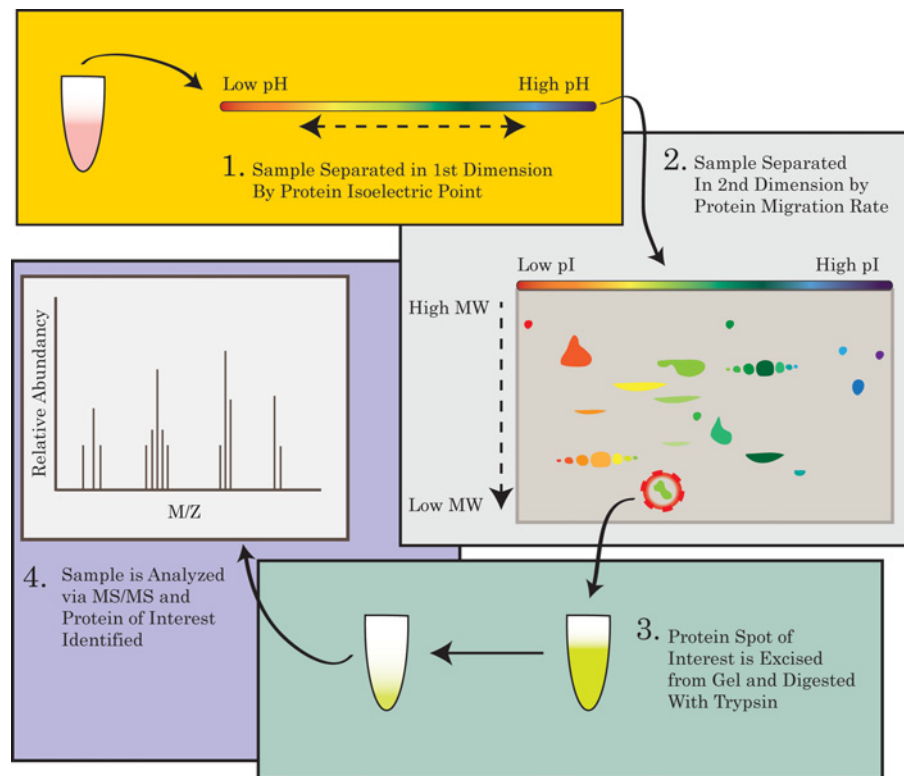 Low pH
High pH
1. Sample Separated in 1st Dimension
By Protein Isoelectric Point
2. Sample Separated
In 2nd Dimension by
Protein Migration Rate
Low pI
High pI
High MW
Low MW
3. Protein Spot of
Interest is Excised
from Gel and Digested
With Trypsin
Relative Abundancy
M/Z
4. Sample is Analyzed
via MS/MS and
Protein of Interest
Identified